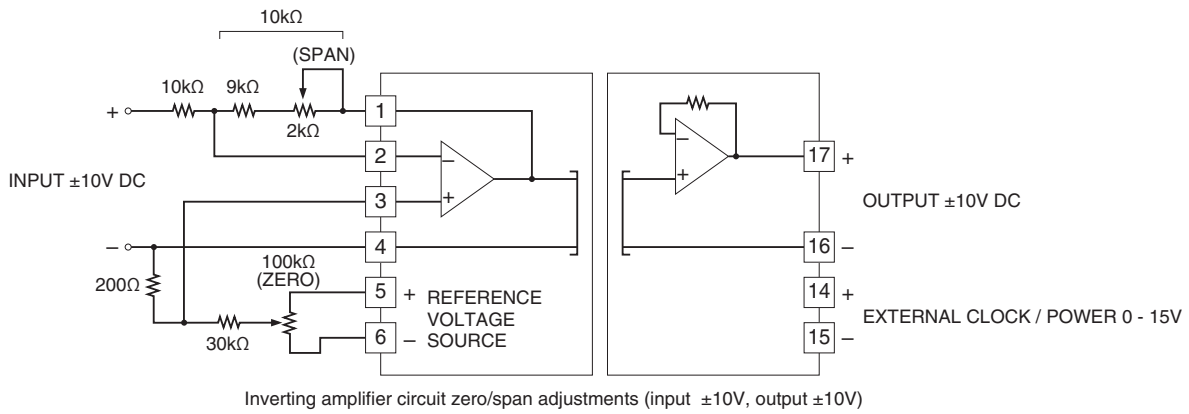 10kΩ
(SPAN)
10kΩ
9kΩ
2kΩ
+
1
2
−
INPUT ±10V DC
3
+
−
4
200Ω
100kΩ
(ZERO)
30kΩ
5
+
6
−
REFERENCE
VOLTAGE
SOURCE
−
+
17
+
OUTPUT ±10V DC
16
−
14
+
EXTERNAL CLOCK / POWER 0 - 15V
15
−
Inverting amplifier circuit zero/span adjustments (input ±10V, output ±10V)